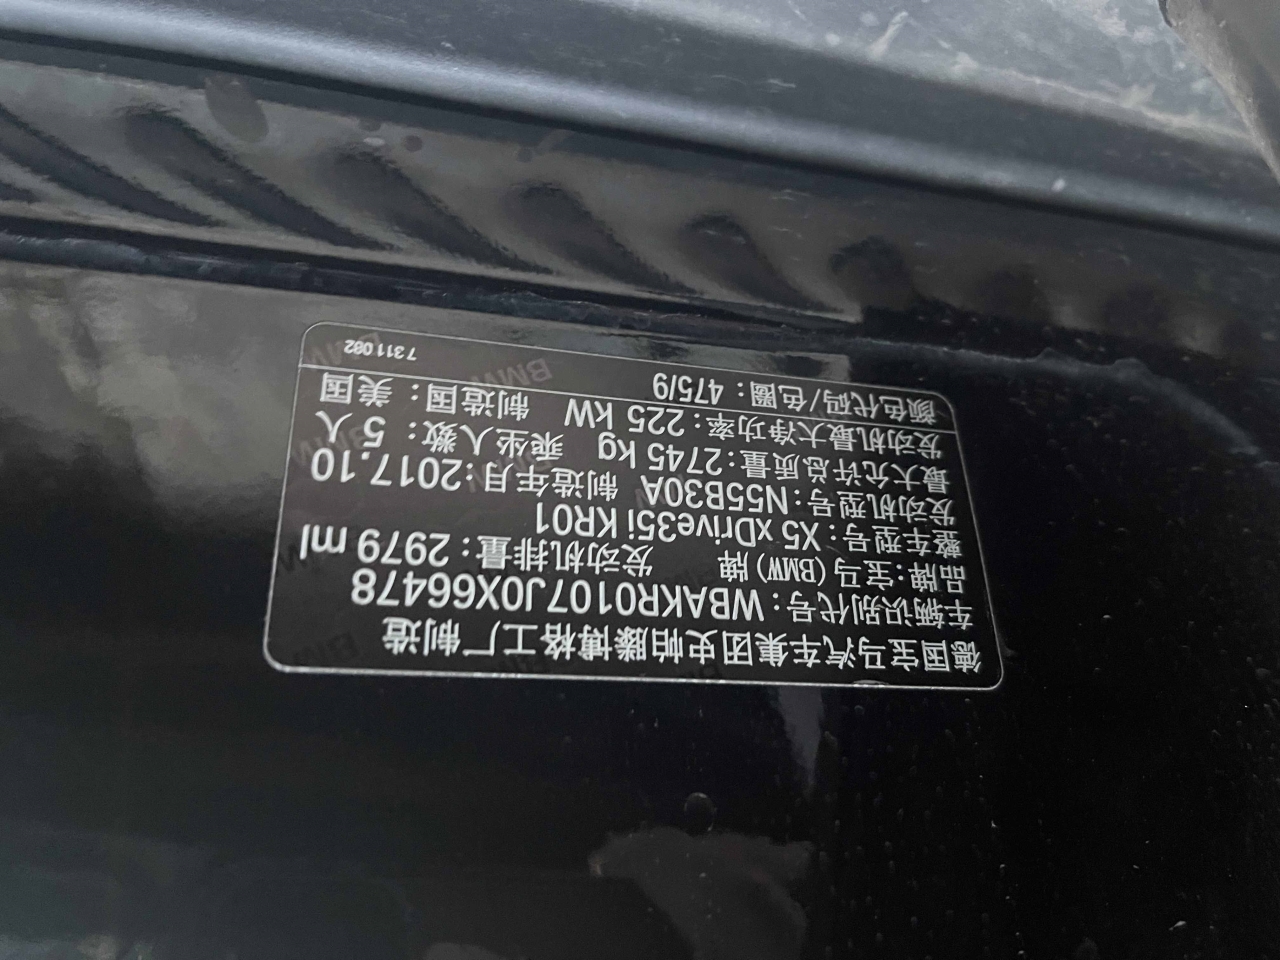 德国宝马汽车集团史帕滕博格工厂制造
车辆识别代号：WBAKR0107J0X66478
品牌：宝马(BMW)牌 发动机排量：2979 ml
整车型号：X5 xDrive35i KR01
发动机型号：N55B30A 制造年月：2017.10
最大允许总质量：2745 kg 乘坐人数：5 人
发动机最大净功率：225 kW 制造国：美国
颜色代码/色圈：475/9
7 311 082
BMW